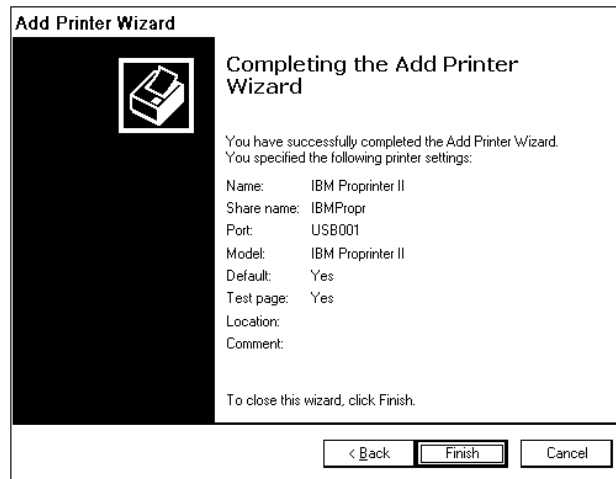 Add Printer Wizard
Completing the Add Printer
Wizard
You have successfully completed the Add Printer Wizard.
You specified the following printer settings:
Name: IBM Proprinter II
Share name: IBMPropr
Port: USB001
Model: IBM Proprinter II
Default: Yes
Test page: Yes
Location:
Comment:
To close this wizard, click Finish.
< Back Finish Cancel